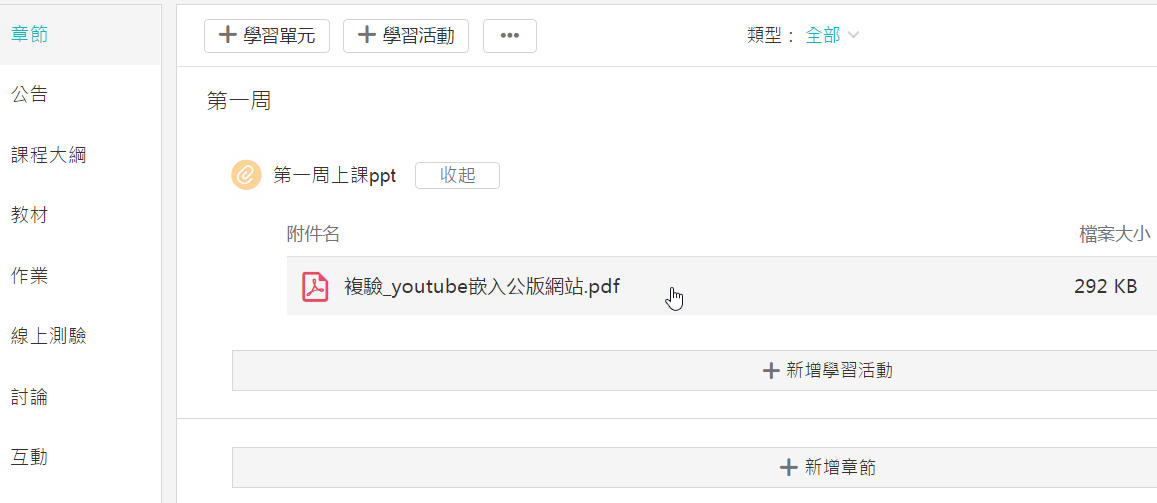 章節
公告
課程大綱
教材
作業
線上測驗
討論
互動
+ 學習單元 + 學習活動 ••• 類型： 全部
第一周
第一周上課ppt 收起
附件名 檔案大小
複驗_youtube嵌入公版網站.pdf 292 KB
+ 新增學習活動
+ 新增章節